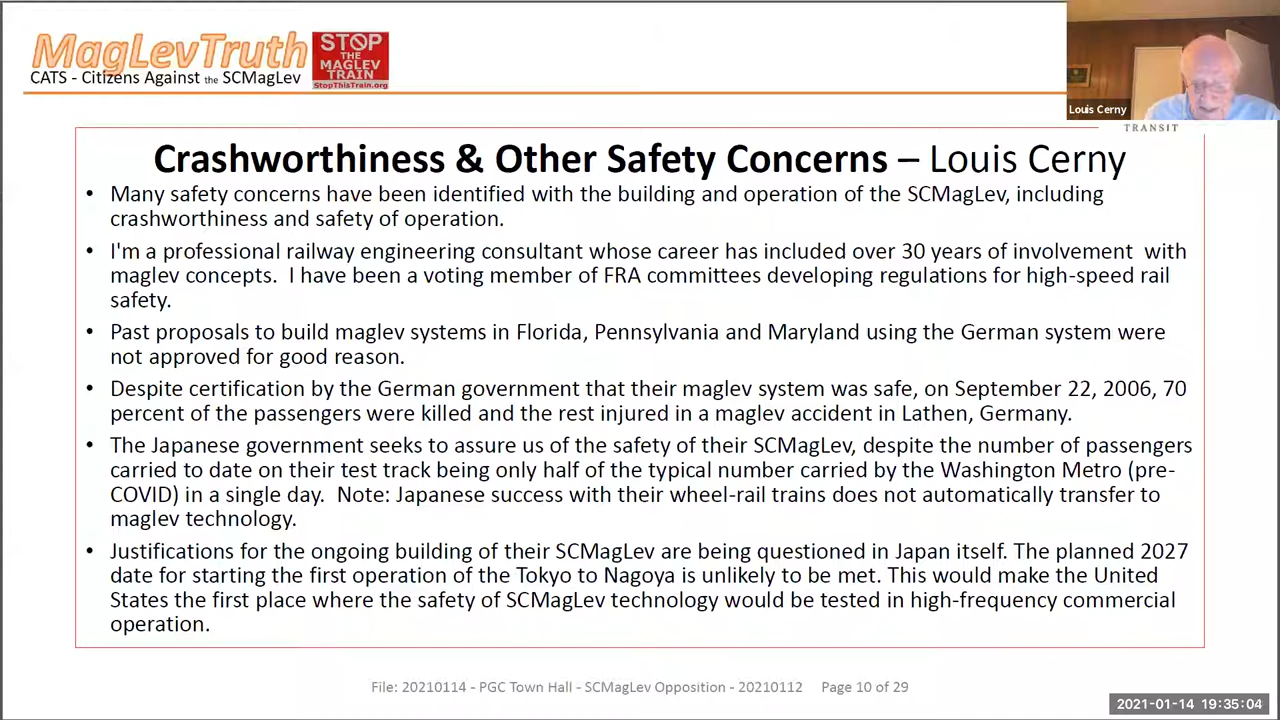 MagLevTruth
CATS - Citizens Against the SCMagLev
STOP
THE
MAGLEV
TRAIN
StopThisTrain.org
Louis Cerny
TRANSIT
Crashworthiness & Other Safety Concerns – Louis Cerny
• Many safety concerns have been identified with the building and operation of the SCMagLev, including
crashworthiness and safety of operation.
• I'm a professional railway engineering consultant whose career has included over 30 years of involvement with
maglev concepts. I have been a voting member of FRA committees developing regulations for high-speed rail
safety.
• Past proposals to build maglev systems in Florida, Pennsylvania and Maryland using the German system were
not approved for good reason.
• Despite certification by the German government that their maglev system was safe, on September 22, 2006, 70
percent of the passengers were killed and the rest injured in a maglev accident in Lathen, Germany.
• The Japanese government seeks to assure us of the safety of their SCMagLev, despite the number of passengers
carried to date on their test track being only half of the typical number carried by the Washington Metro (pre-
COVID) in a single day. Note: Japanese success with their wheel-rail trains does not automatically transfer to
maglev technology.
• Justifications for the ongoing building of their SCMagLev are being questioned in Japan itself. The planned 2027
date for starting the first operation of the Tokyo to Nagoya is unlikely to be met. This would make the United
States the first place where the safety of SCMagLev technology would be tested in high-frequency commercial
operation.
File: 20210114 - PGC Town Hall - SCMagLev Opposition - 20210112 Page 10 of 29
2021-01-14 19:35:04